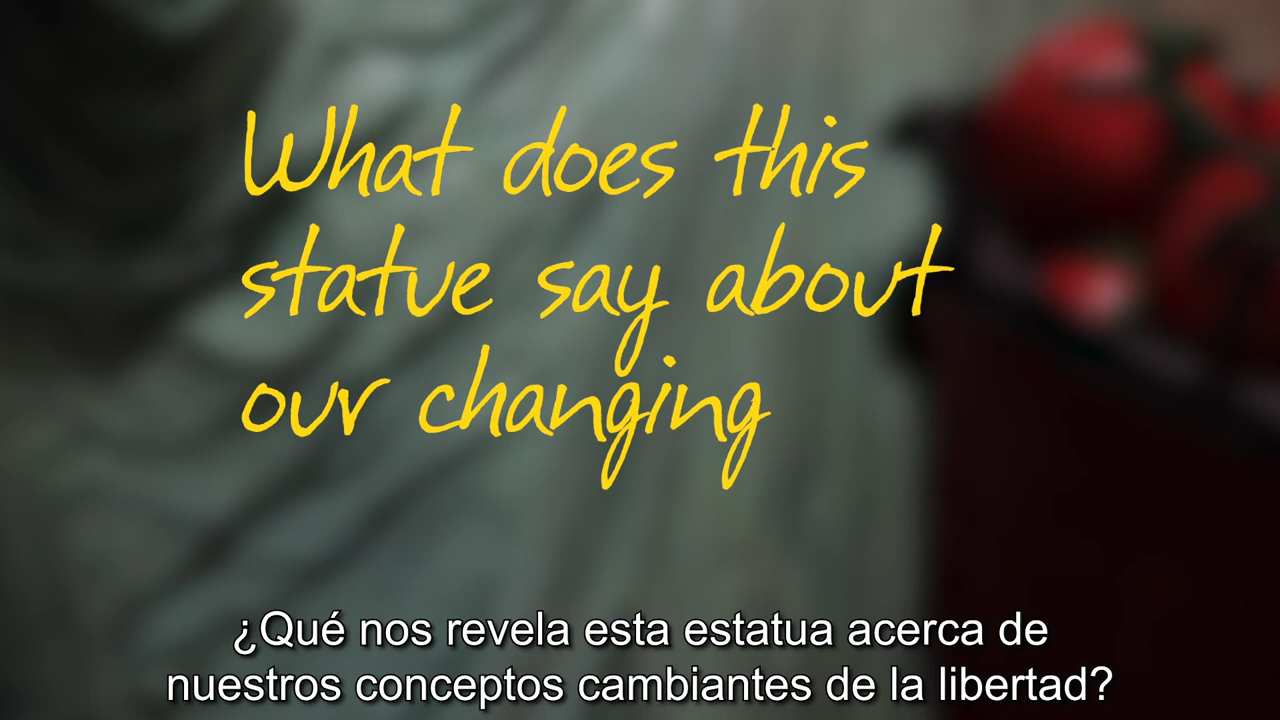 What does this
statue say about
our changing
¿Qué nos revela esta estatua acerca de
nuestros conceptos cambiantes de la libertad?